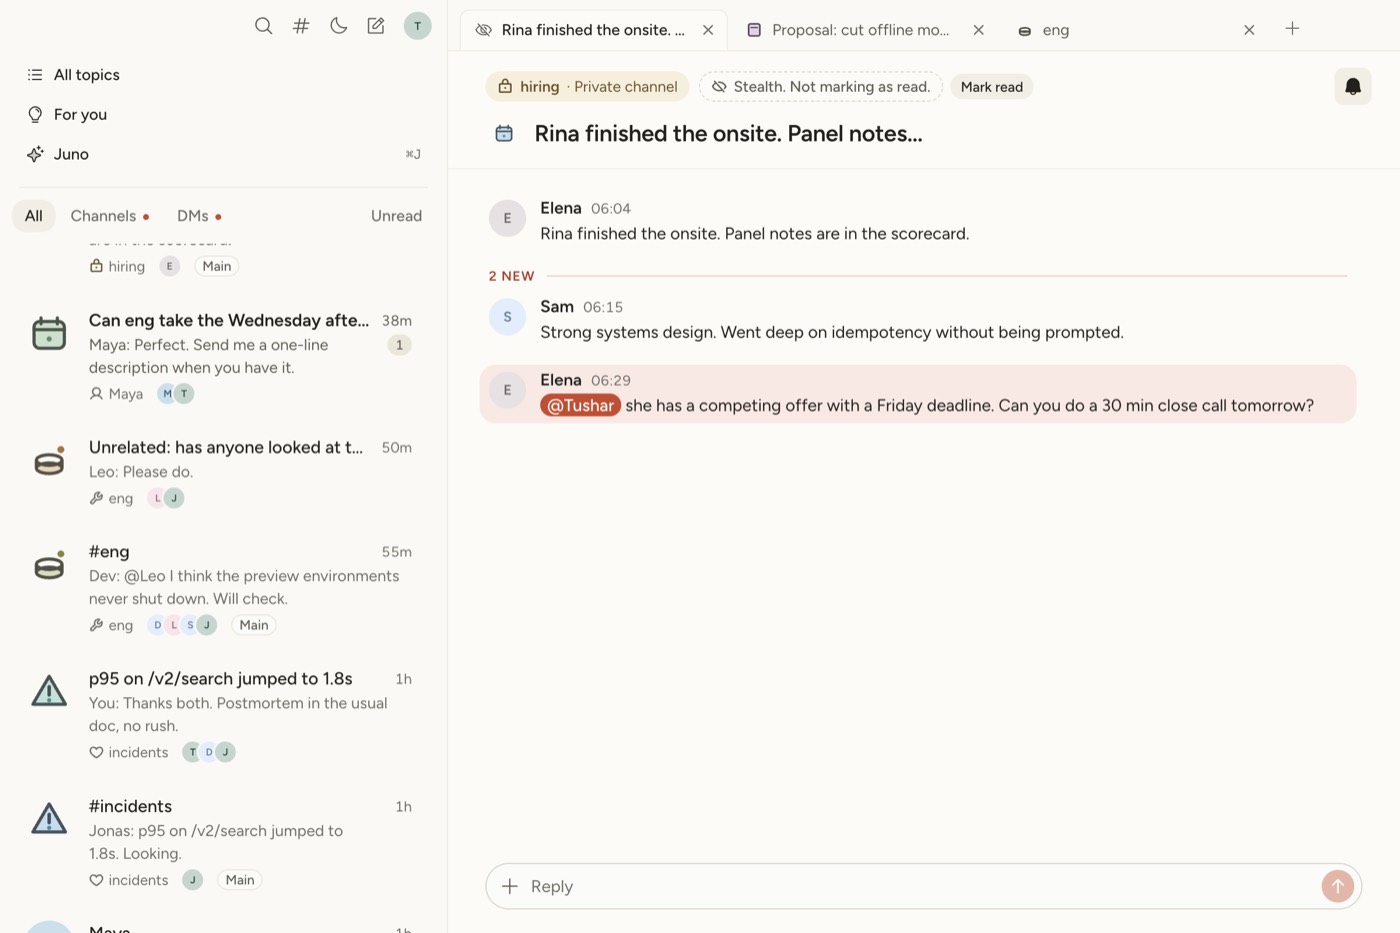 T
All topics
For you
Juno
⌘J
All
Channels
DMs
Unread
are in the scorecard.
hiring
E
Main
Can eng take the Wednesday afte...
38m
Maya: Perfect. Send me a one-line
1
description when you have it.
Maya
M
T
Unrelated: has anyone looked at t...
50m
Leo: Please do.
eng
L
J
#eng
55m
Dev: @Leo I think the preview environments
never shut down. Will check.
eng
D
L
S
J
Main
p95 on /v2/search jumped to 1.8s
1h
You: Thanks both. Postmortem in the usual
doc, no rush.
incidents
T
D
J
#incidents
1h
Jonas: p95 on /v2/search jumped to
1.8s. Looking.
incidents
J
Main
Maya
1h
Rina finished the onsite. ...
Proposal: cut offline mo...
eng
hiring · Private channel
Stealth. Not marking as read.
Mark read
Rina finished the onsite. Panel notes...
E
Elena 06:04
Rina finished the onsite. Panel notes are in the scorecard.
2 NEW
S
Sam 06:15
Strong systems design. Went deep on idempotency without being prompted.
E
Elena 06:29
@Tushar she has a competing offer with a Friday deadline. Can you do a 30 min close call tomorrow?
Reply